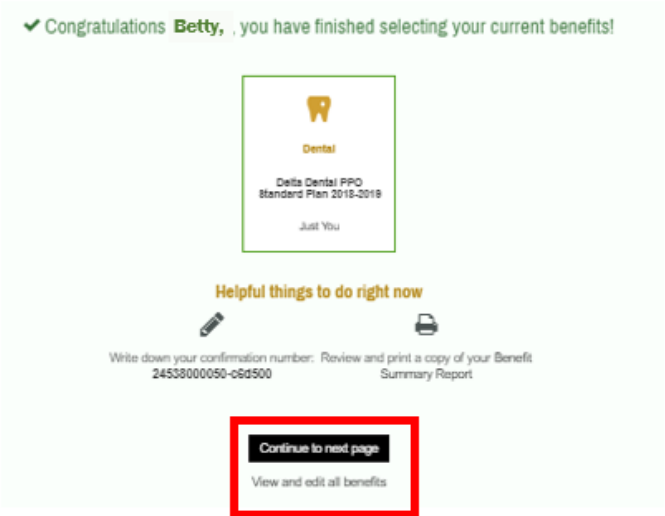 ✔ Congratulations Betty, , you have finished selecting your current benefits!
Dental
Delta Dental PPO
Standard Plan 2018-2019
Just You
Helpful things to do right now
Write down your confirmation number:
24538000050-c6d500
Review and print a copy of your Benefit
Summary Report
Continue to next page
View and edit all benefits